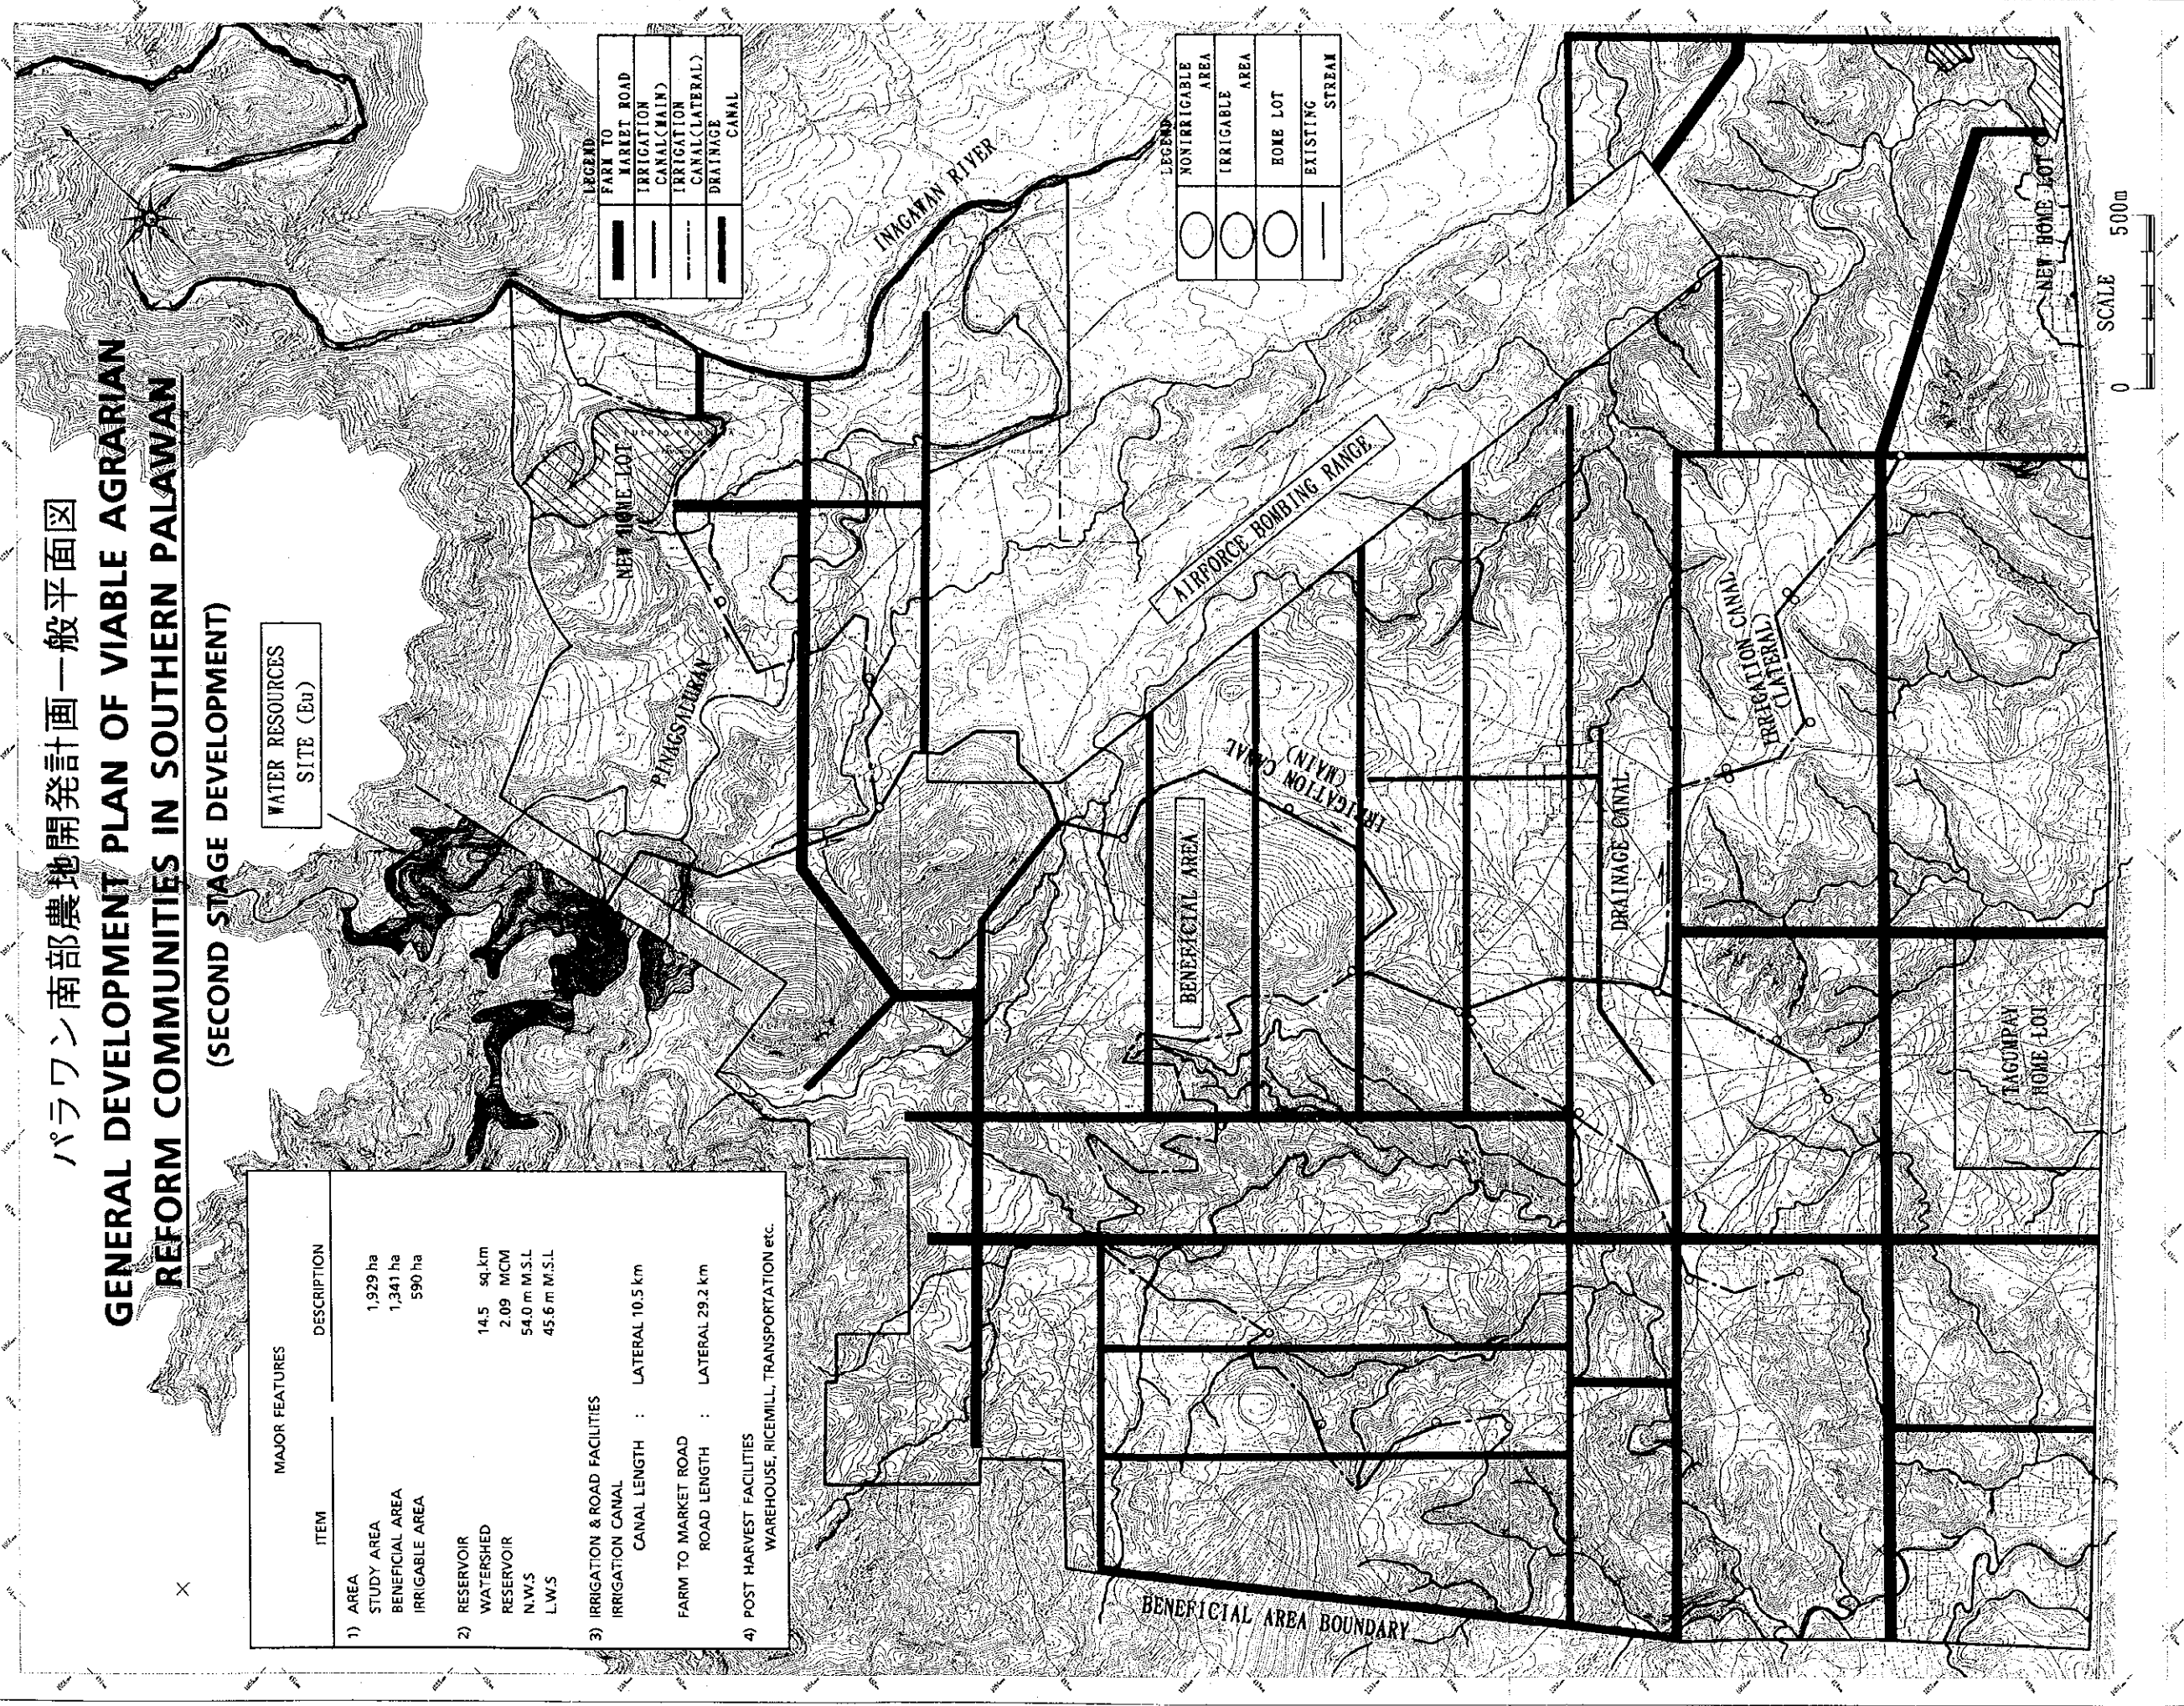 パラワン南部農地開発計画一般平面図
GENERAL DEVELOPMENT PLAN OF VIABLE AGRARIAN
REFORM COMMUNITIES IN SOUTHERN PALAWAN
(SECOND STAGE DEVELOPMENT)
MAJOR FEATURES
ITEM DESCRIPTION
1) AREA
STUDY AREA 1,929 ha
BENEFICIAL AREA 1,341 ha
IRRIGABLE AREA 590 ha
2) RESERVOIR
WATERSHED 14.5 sq.km
RESERVOIR 2.09 MCM
N.W.S 54.0 m M.S.L
L.W.S 45.6 m M.S.L
3) IRRIGATION & ROAD FACILITIES
IRRIGATION CANAL
CANAL LENGTH : LATERAL 10.5 km
FARM TO MARKET ROAD
ROAD LENGTH : LATERAL 29.2 km
4) POST HARVEST FACILITIES
WAREHOUSE, RICEMILL, TRANSPORTATION etc.
WATER RESOURCES
SITE (Eu)
LEGEND
FARM TO
MARKET ROAD
IRRIGATION
CANAL(MAIN)
IRRIGATION
CANAL(LATERAL)
DRAINAGE
CANAL
NEW HOME LOT
PINAGSALURAN
INAGAWAN RIVER
LEGEND
NONIRRIGABLE
AREA
IRRIGABLE
AREA
HOME LOT
EXISTING
STREAM
AIRFORCE BOMBING RANGE
BENEFICIAL AREA
IRRIGATION CANAL
(MAIN)
BENEFICIAL AREA BOUNDARY
DRAINAGE CANAL
IRRIGATION CANAL
(LATERAL)
TAGUMPAY
HOME LOT
NEW HOME LOT
SCALE
0 500m